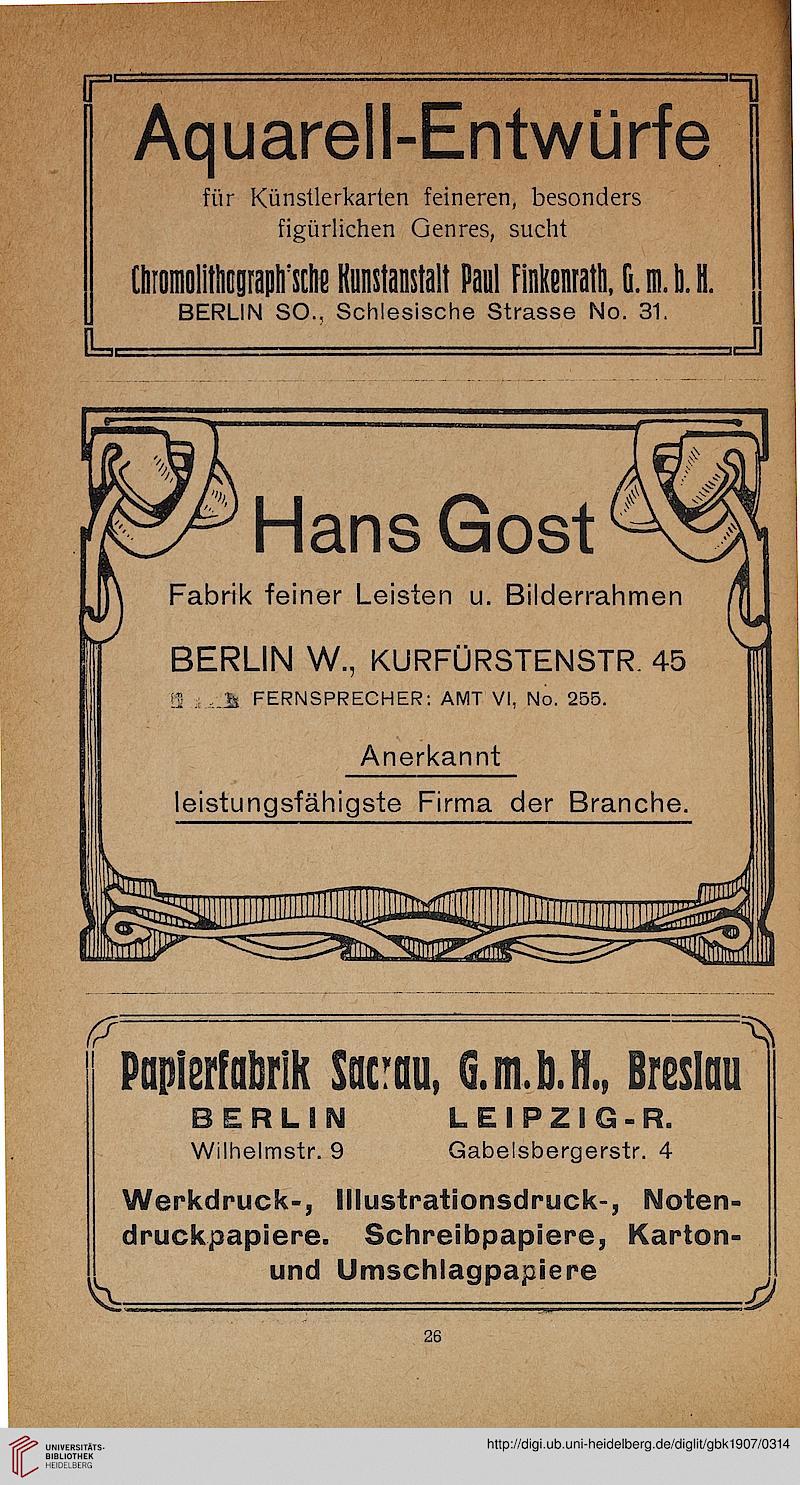 Aquarell-Entwürfe
für Künstlerkarten feineren, besonders
figürlichen Genres, sucht
Chromolithographische Kunstanstalt Paul Finkenrath, G. m. b. H.
BERLIN SO., Schlesische Strasse No. 31.
Hans Gost
Fabrik feiner Leisten u. Bilderrahmen
BERLIN W., KURFÜRSTENSTR. 45
FERNSPRECHER: AMT VI, No. 255.
Anerkannt
leistungsfähigste Firma der Branche.
Papierfabrik Sacrau, G. m. b. H., Breslau
BERLIN LEIPZIG-R.
Wilhelmstr. 9 Gabelsbergerstr. 4
Werkdruck-, Illustrationsdruck-, Noten-
druckpapiere. Schreibpapiere, Karton-
und Umschlagpapiere
26
UNIVERSITÄTS-
BIBLIOTHEK
HEIDELBERG
http://digi.ub.uni-heidelberg.de/diglit/gbk1907/0314